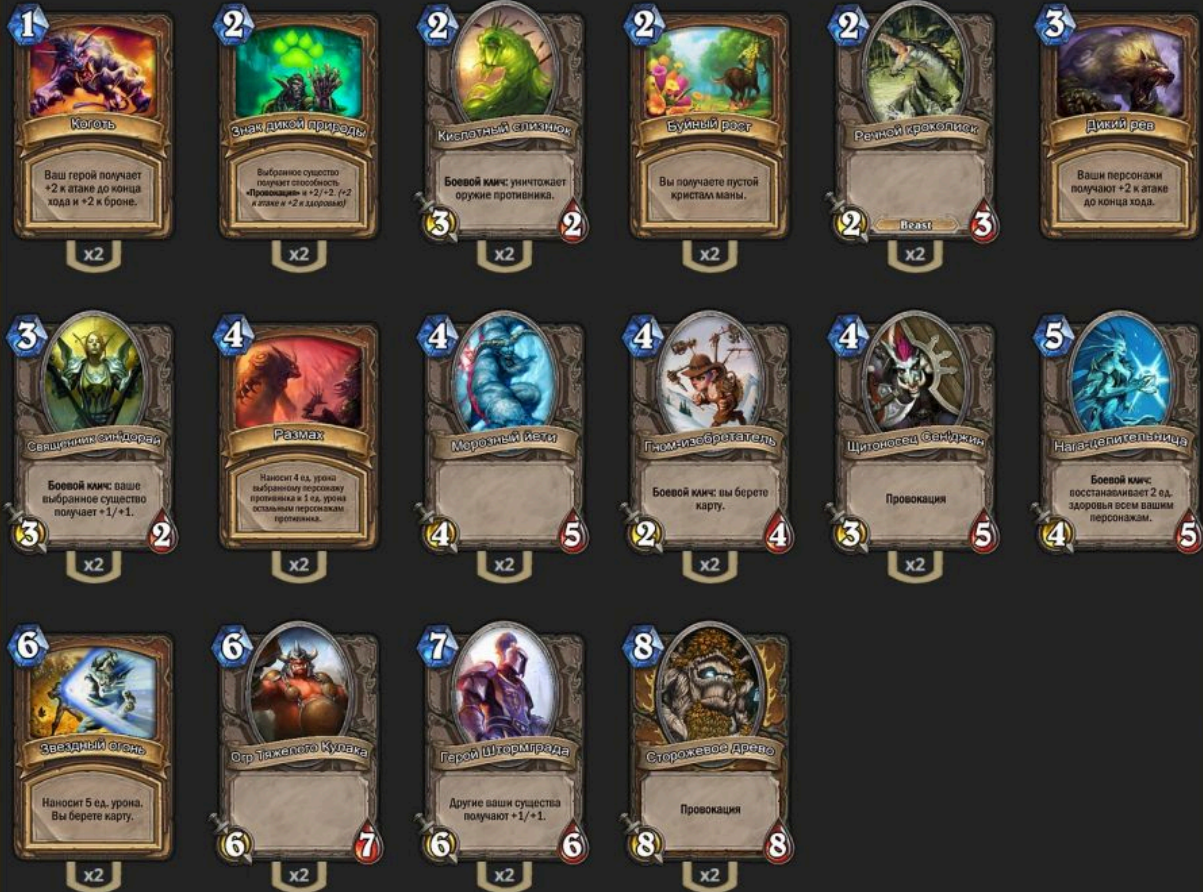 1
Коготь
Ваш герой получает
+2 к атаке до конца
хода и +2 к броне.
x2
2
Знак дикой природы
Выбранное существо
получает способность
«Провокация» и +2/+2. (+2
к атаке и +2 к здоровью)
x2
2
Кислотный слизнюк
Боевой клич: уничтожает
оружие противника.
3
2
x2
2
Буйный рост
Вы получаете пустой
кристалл маны.
x2
2
Речной кроколиск
2
Beast
3
x2
3
Дикий рев
Ваши персонажи
получают +2 к атаке
до конца хода.
3
Священник син'дорай
Боевой клич: ваше
выбранное существо
получает +1/+1.
3
2
x2
4
Размах
Наносит 4 ед. урона
выбранному персонажу
противника и 1 ед. урона
остальным персонажам
противника.
x2
4
Морозный йети
4
5
x2
4
Гном-изобретатель
Боевой клич: вы берете
карту.
2
4
x2
4
Щитоносец Сен'джин
Провокация
3
5
x2
5
Нага-целительница
Боевой клич:
восстанавливает 2 ед.
здоровья всем вашим
персонажам.
4
5
6
Звездный огонь
Наносит 5 ед. урона.
Вы берете карту.
x2
6
Огр Тяжелого Кулака
6
7
x2
7
Герой Штормграда
Другие ваши существа
получают +1/+1.
6
6
x2
8
Сторожевое древо
Провокация
8
8
x2